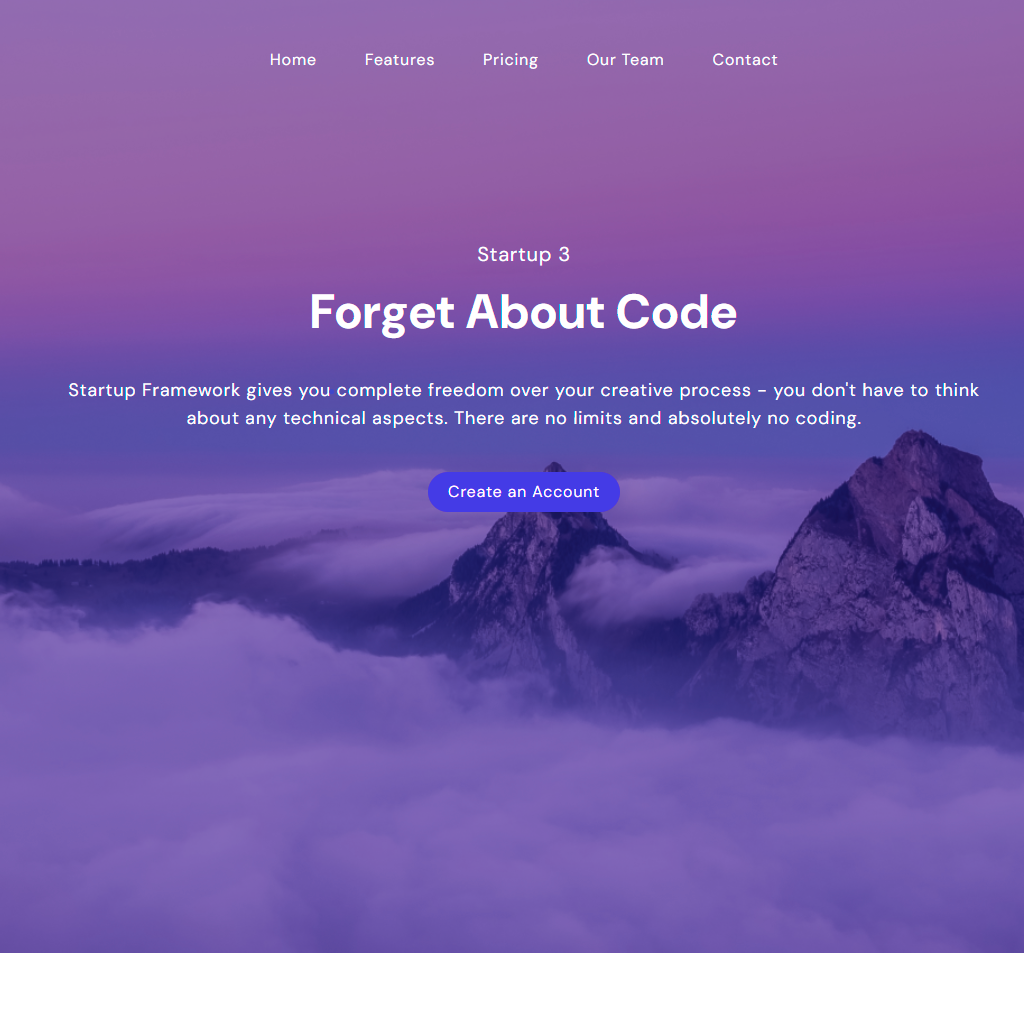 Home Features Pricing Our Team Contact
Startup 3
Forget About Code
Startup Framework gives you complete freedom over your creative process – you don't have to think
about any technical aspects. There are no limits and absolutely no coding.
Create an Account